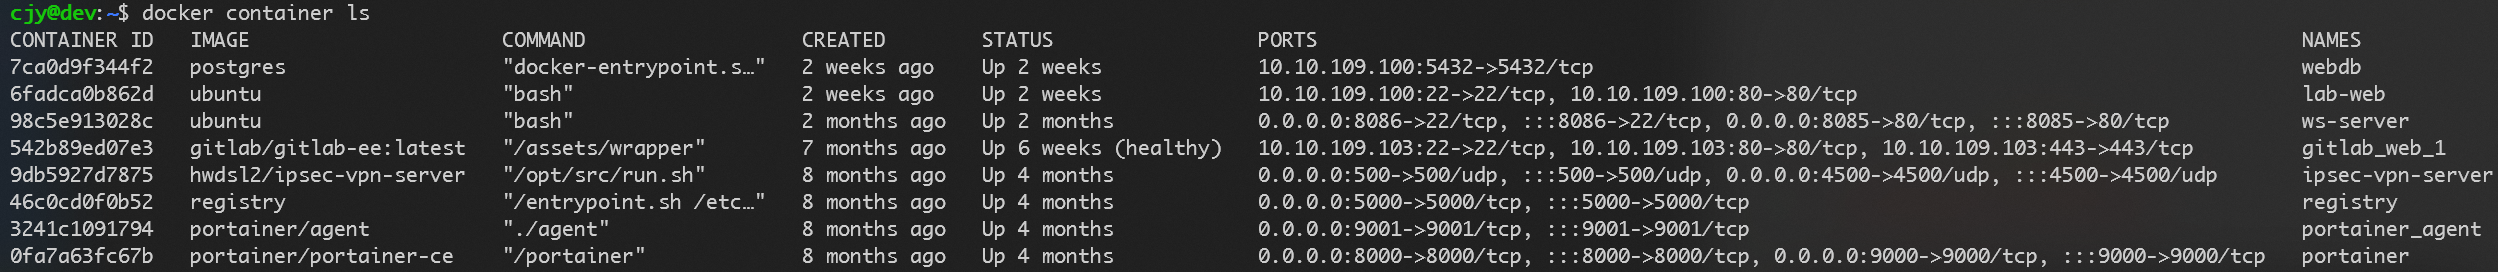 cjy@dev:~$ docker container ls
CONTAINER ID   IMAGE                     COMMAND                  CREATED        STATUS                 PORTS                                                                                  NAMES
7ca0d9f344f2   postgres                  "docker-entrypoint.s…"   2 weeks ago    Up 2 weeks             10.10.109.100:5432->5432/tcp                                                           webdb
6fadca0b862d   ubuntu                    "bash"                   2 weeks ago    Up 2 weeks             10.10.109.100:22->22/tcp, 10.10.109.100:80->80/tcp                                     lab-web
98c5e913028c   ubuntu                    "bash"                   2 months ago   Up 2 months            0.0.0.0:8086->22/tcp, :::8086->22/tcp, 0.0.0.0:8085->80/tcp, :::8085->80/tcp           ws-server
542b89ed07e3   gitlab/gitlab-ee:latest   "/assets/wrapper"        7 months ago   Up 6 weeks (healthy)   10.10.109.103:22->22/tcp, 10.10.109.103:80->80/tcp, 10.10.109.103:443->443/tcp         gitlab_web_1
9db5927d7875   hwdsl2/ipsec-vpn-server   "/opt/src/run.sh"        8 months ago   Up 4 months            0.0.0.0:500->500/udp, :::500->500/udp, 0.0.0.0:4500->4500/udp, :::4500->4500/udp       ipsec-vpn-server
46c0cd0f0b52   registry                  "/entrypoint.sh /etc…"   8 months ago   Up 4 months            0.0.0.0:5000->5000/tcp, :::5000->5000/tcp                                              registry
3241c1091794   portainer/agent           "./agent"                8 months ago   Up 4 months            0.0.0.0:9001->9001/tcp, :::9001->9001/tcp                                              portainer_agent
0fa7a63fc67b   portainer/portainer-ce    "/portainer"             8 months ago   Up 4 months            0.0.0.0:8000->8000/tcp, :::8000->8000/tcp, 0.0.0.0:9000->9000/tcp, :::9000->9000/tcp   portainer